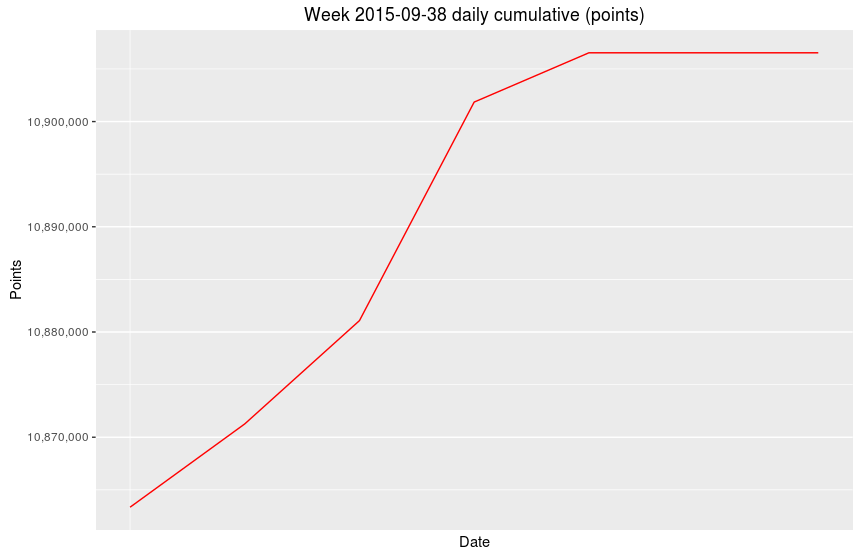 Week 2015-09-38 daily cumulative (points)
10,900,000
10,890,000
10,880,000
10,870,000
Points
Date